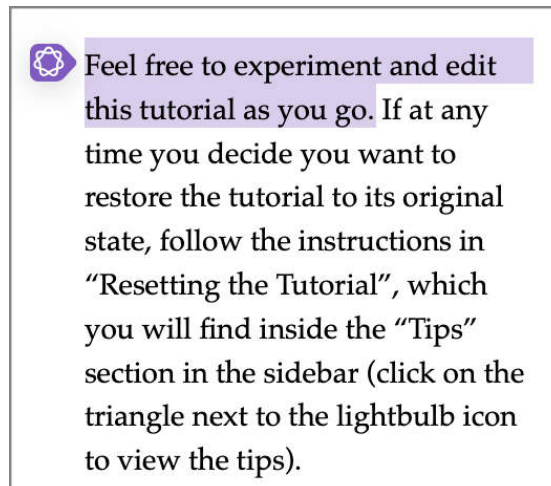 Feel free to experiment and edit
this tutorial as you go. If at any
time you decide you want to
restore the tutorial to its original
state, follow the instructions in
“Resetting the Tutorial”, which
you will find inside the “Tips”
section in the sidebar (click on the
triangle next to the lightbulb icon
to view the tips).